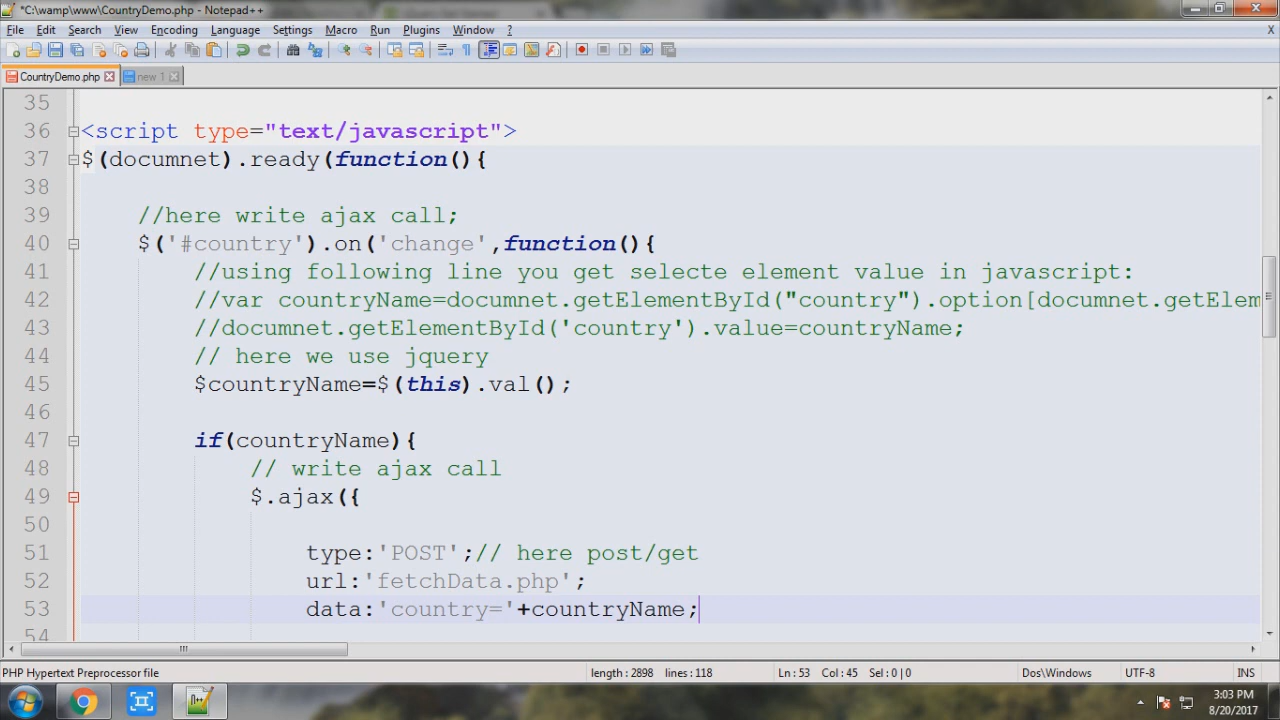 *C:\wamp\www\CountryDemo.php - Notepad++
File Edit Search View Encoding Language Settings Macro Run Plugins Window ? X
CountryDemo.php new 1
35
36 <script type="text/javascript">
37 $(documnet).ready(function(){
38
39 //here write ajax call;
40 $('#country').on('change',function(){
41 //using following line you get selecte element value in javascript:
42 //var countryName=documnet.getElementById("country").option[documnet.getElem
43 //documnet.getElementById('country').value=countryName;
44 // here we use jquery
45 $countryName=$(this).val();
46
47 if(countryName){
48 // write ajax call
49 $.ajax({
50
51 type:'POST';// here post/get
52 url:'fetchData.php';
53 data:'country='+countryName;
54
PHP Hypertext Preprocessor file length : 2898 lines : 118 Ln : 53 Col : 45 Sel : 0 | 0 Dos\Windows UTF-8 INS
3:03 PM
8/20/2017